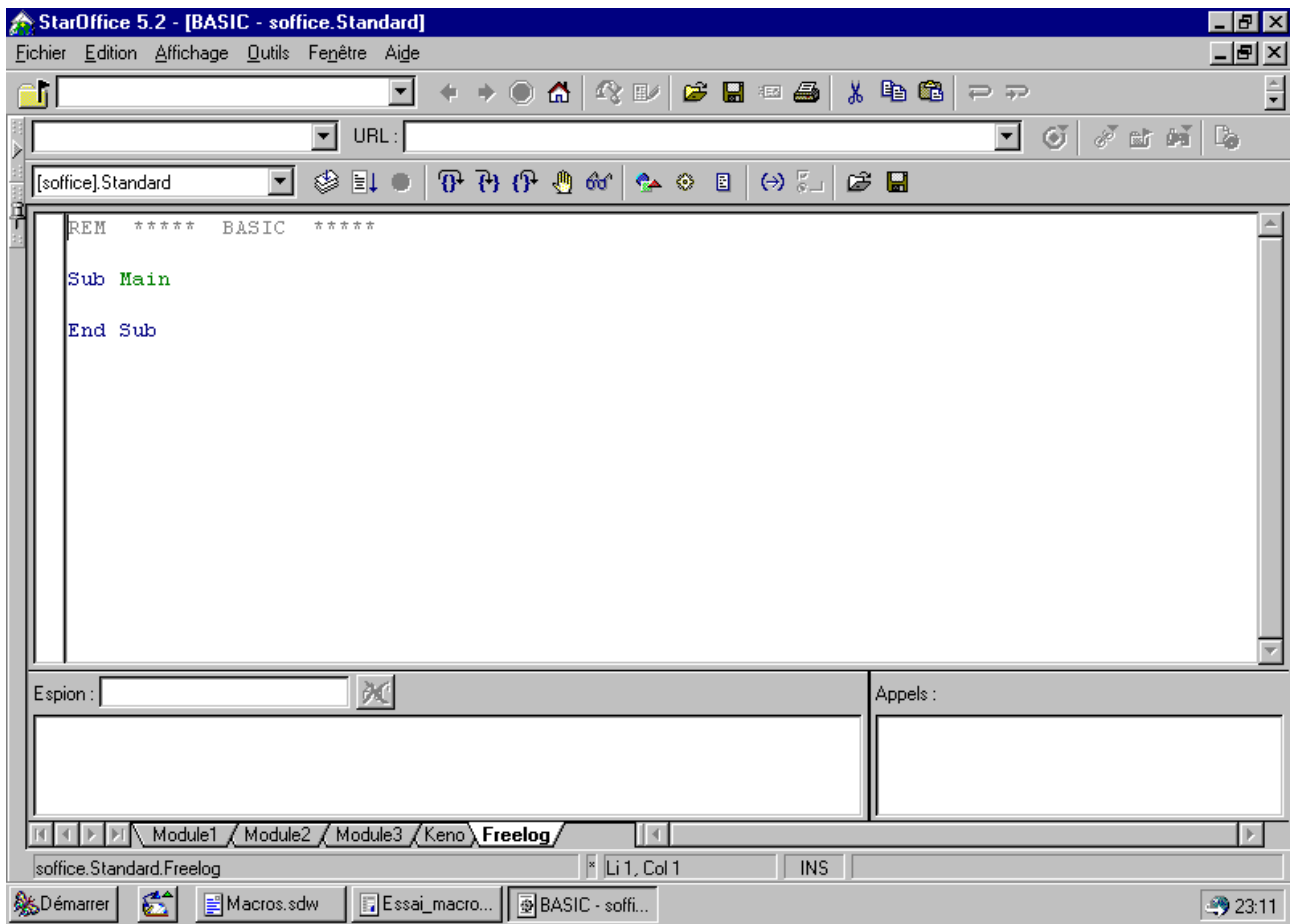 StarOffice 5.2 - [BASIC - soffice.Standard]
Fichier Edition Affichage Outils Fenêtre Aide
URL :
[soffice].Standard
REM ***** BASIC *****
Sub Main
End Sub
Espion :
Appels :
Module1 Module2 Module3 Keno Freelog
soffice.Standard.Freelog * Li 1, Col 1 INS
Démarrer Macros.sdw Essai_macro... BASIC - soffi... 23:11